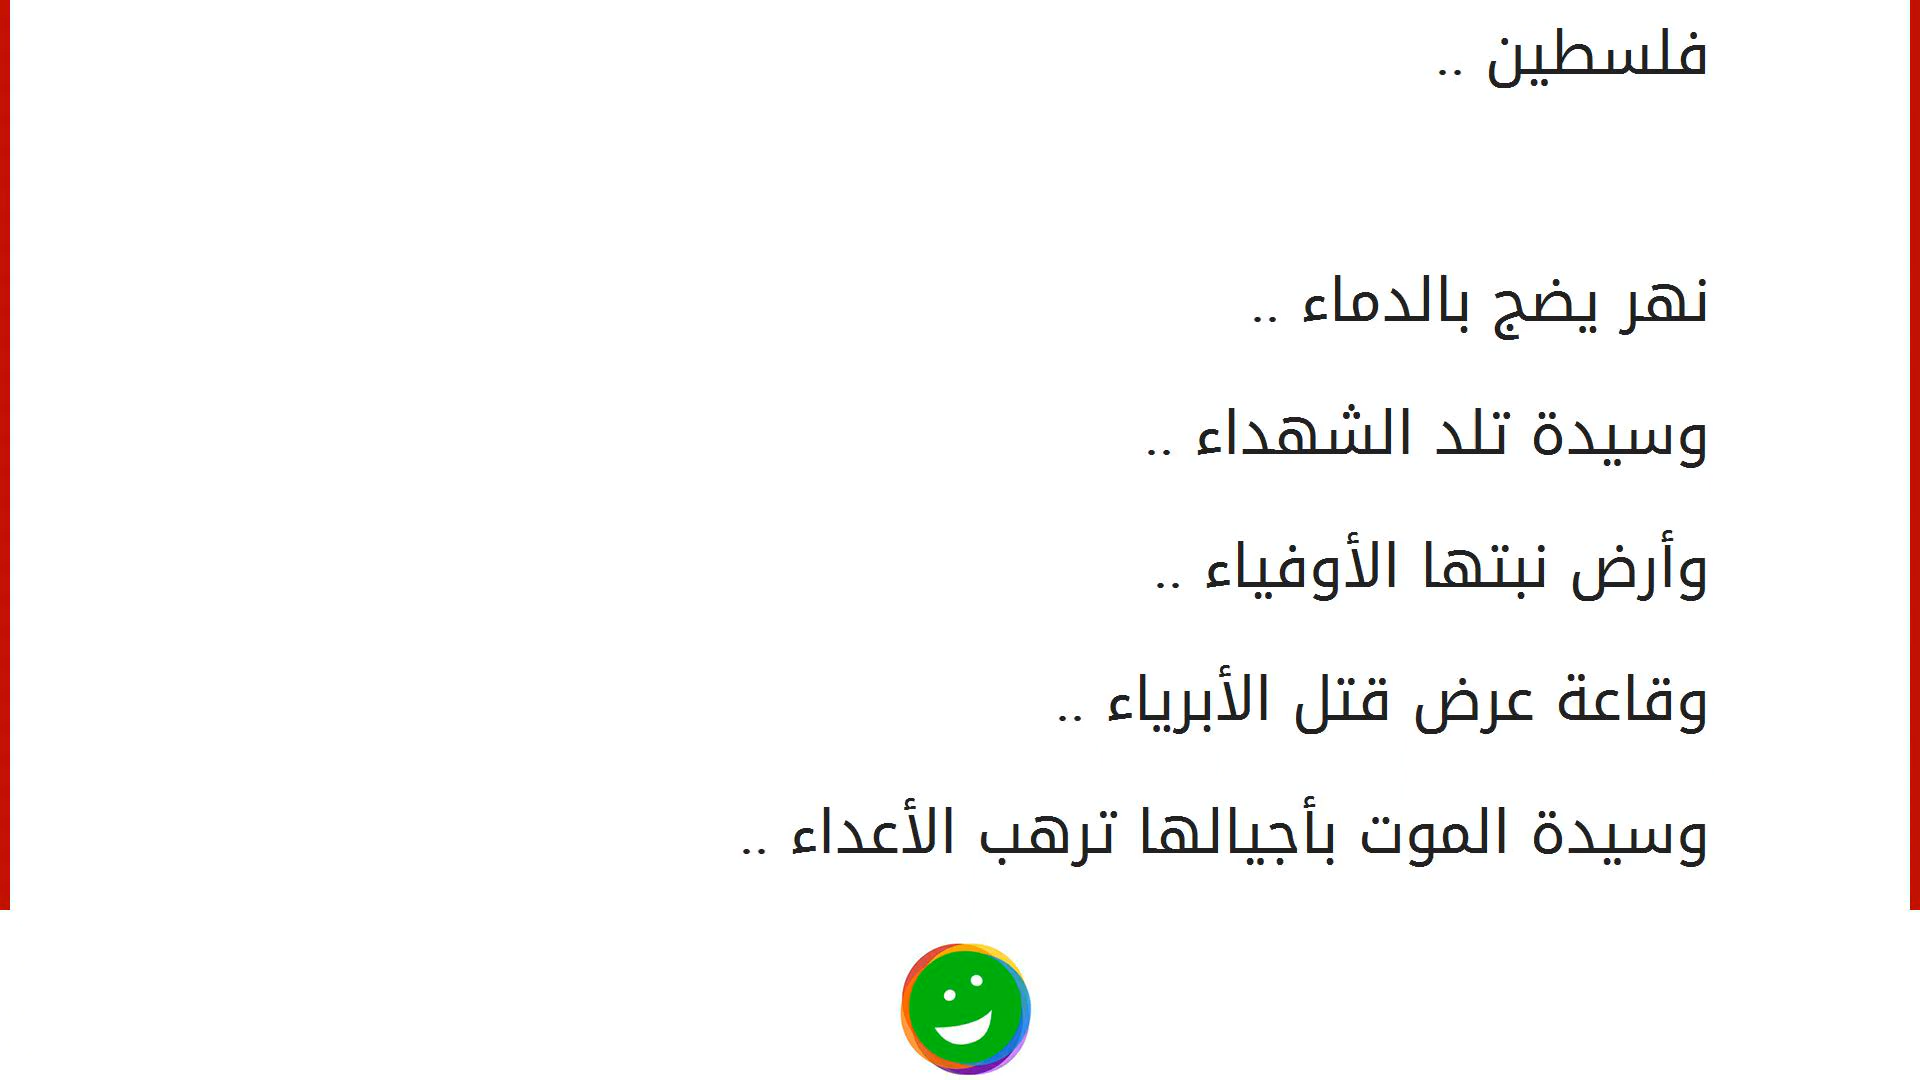 فلسطين ..
نهر يضج بالدماء ..
وسيدة تلد الشهداء ..
وأرض نبتها الأوفياء ..
وقاعة عرض قتل الأبرياء ..
وسيدة الموت بأجيالها ترهب الأعداء ..